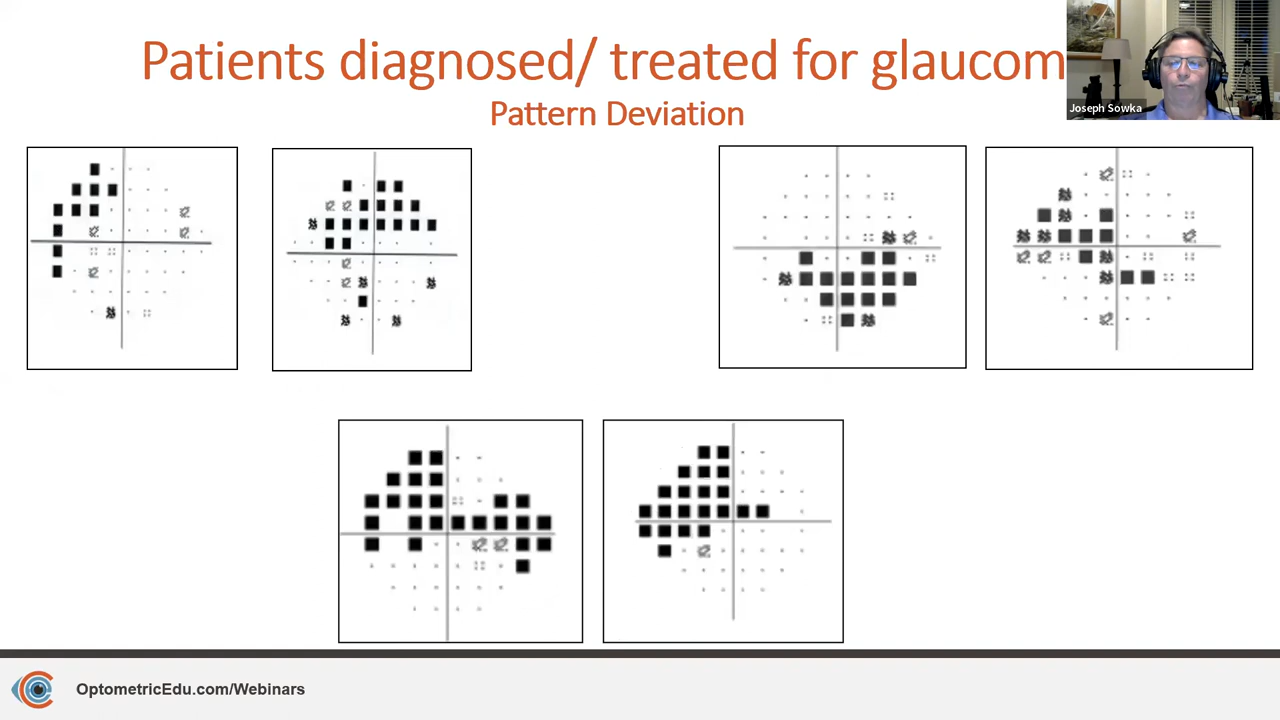 Patients diagnosed/ treated for glaucom
Pattern Deviation
Joseph Sowka
OptometricEdu.com/Webinars